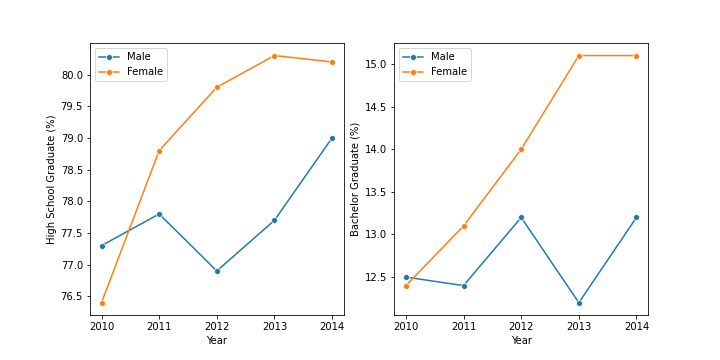 Male
Female
80.0
79.5
79.0
78.5
78.0
77.5
77.0
76.5
High School Graduate (%)
2010 2011 2012 2013 2014
Year
Male
Female
15.0
14.5
14.0
13.5
13.0
12.5
Bachelor Graduate (%)
2010 2011 2012 2013 2014
Year